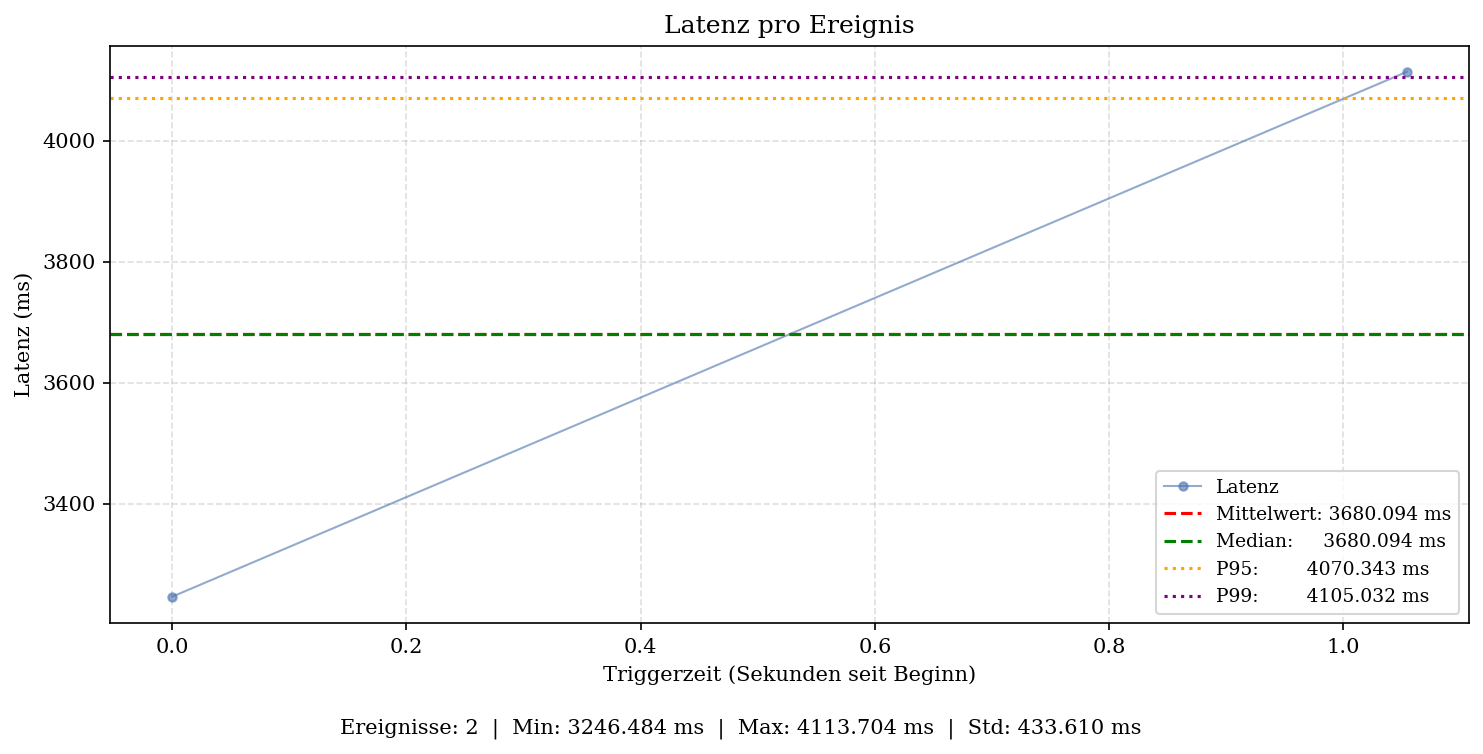 Latenz pro Ereignis
Latenz (ms)
4000
3800
3600
3400
Latenz
Mittelwert: 3680.094 ms
Median: 3680.094 ms
P95: 4070.343 ms
P99: 4105.032 ms
0.0 0.2 0.4 0.6 0.8 1.0
Triggerzeit (Sekunden seit Beginn)
Ereignisse: 2 | Min: 3246.484 ms | Max: 4113.704 ms | Std: 433.610 ms